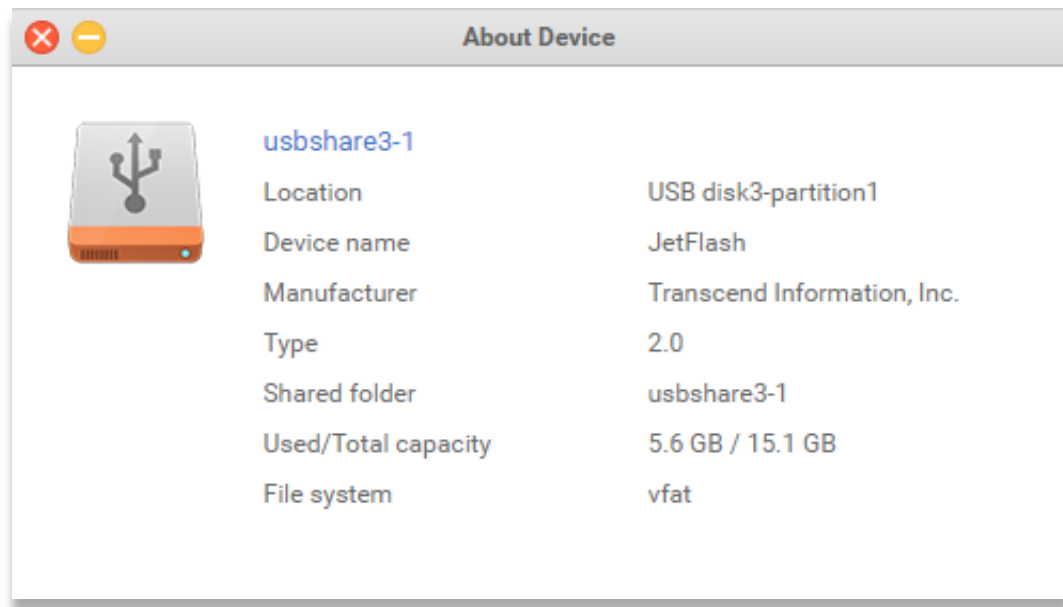 About Device
usbshare3-1
Location USB disk3-partition1
Device name JetFlash
Manufacturer Transcend Information, Inc.
Type 2.0
Shared folder usbshare3-1
Used/Total capacity 5.6 GB / 15.1 GB
File system vfat